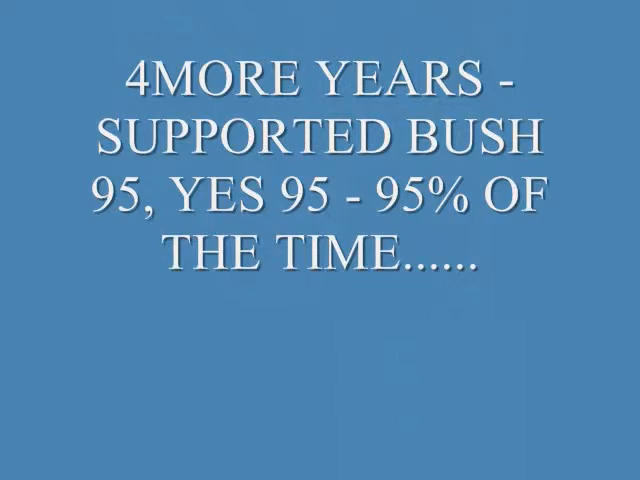 4MORE YEARS -
SUPPORTED BUSH
95, YES 95 - 95% OF
THE TIME......